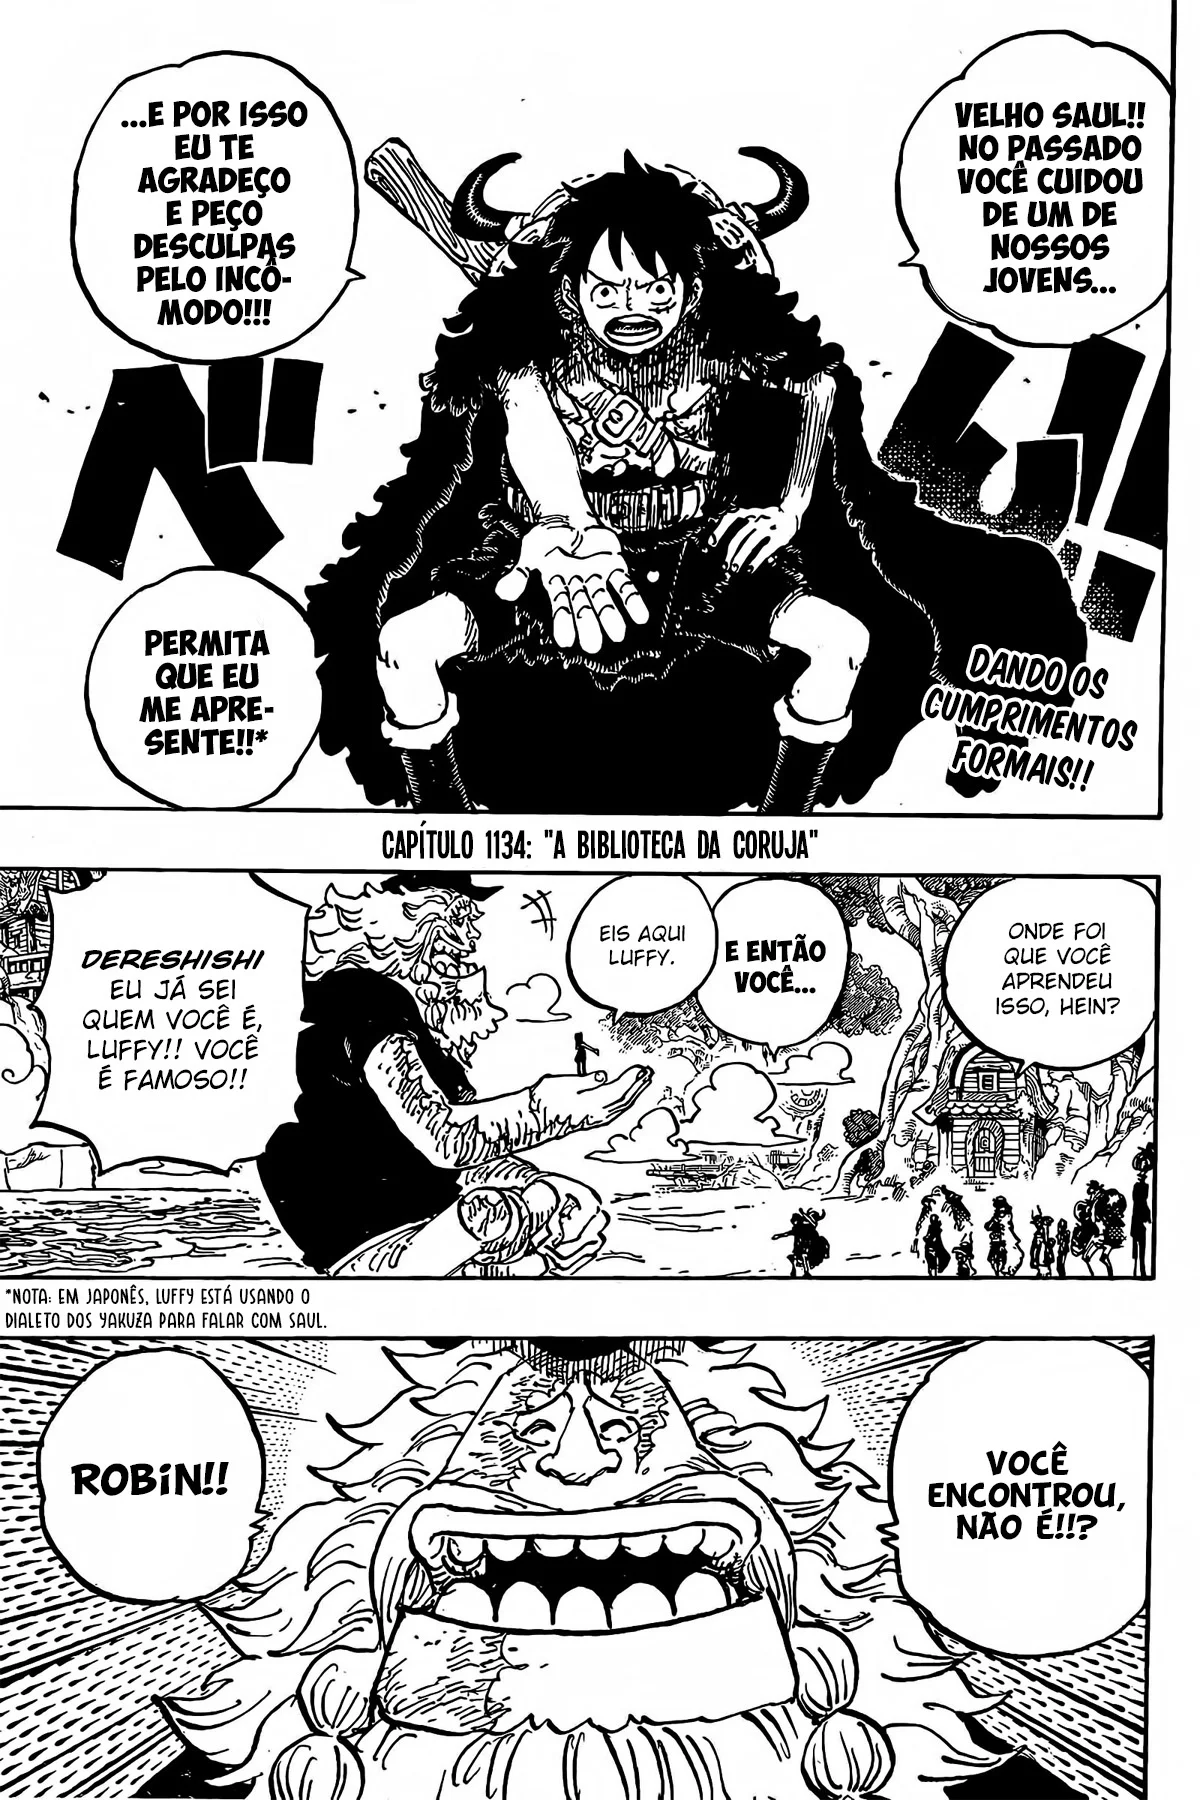 VELHO SAUL!!
NO PASSADO
VOCÊ CUIDOU
DE UM DE
NOSSOS
JOVENS...
...E POR ISSO
EU TE
AGRADEÇO
E PEÇO
DESCULPAS
PELO INCÔ-
MODO!!!
べり!!
PERMITA
QUE EU
ME APRE-
SENTE!!*
DANDO OS
CUMPRIMENTOS
FORMAIS!!
CAPÍTULO 1134: "A BIBLIOTECA DA CORUJA"
ONDE FOI
QUE VOCÊ
APRENDEU
ISSO, HEIN?
E ENTÃO
VOCÊ...
EIS AQUI
LUFFY.
DERESHISHI
EU JÁ SEI
QUEM VOCÊ É,
LUFFY!! VOCÊ
É FAMOSO!!
*NOTA: EM JAPONÊS, LUFFY ESTÁ USANDO O
DIALETO DOS YAKUZA PARA FALAR COM SAUL.
VOCÊ
ENCONTROU,
NÃO É!!?
ROBIN!!